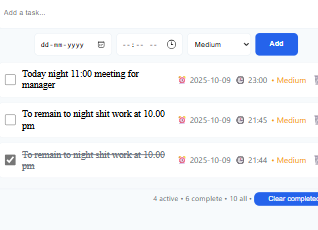 Add a task...
dd-mm-yyyy --:-- -- Medium Add
Today night 11:00 meeting for
manager
2025-10-09 23:00 • Medium
To remain to night shit work at 10.00
pm
2025-10-09 21:45 • Medium
To remain to night shit work at 10.00
pm
2025-10-09 21:44 • Medium
4 active • 6 complete • 10 all • Clear completed